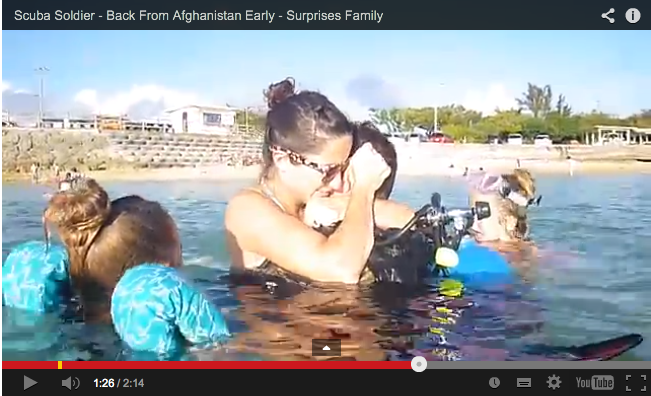 Scuba Soldier - Back From Afghanistan Early - Surprises Family
1:26 / 2:14
YouTube